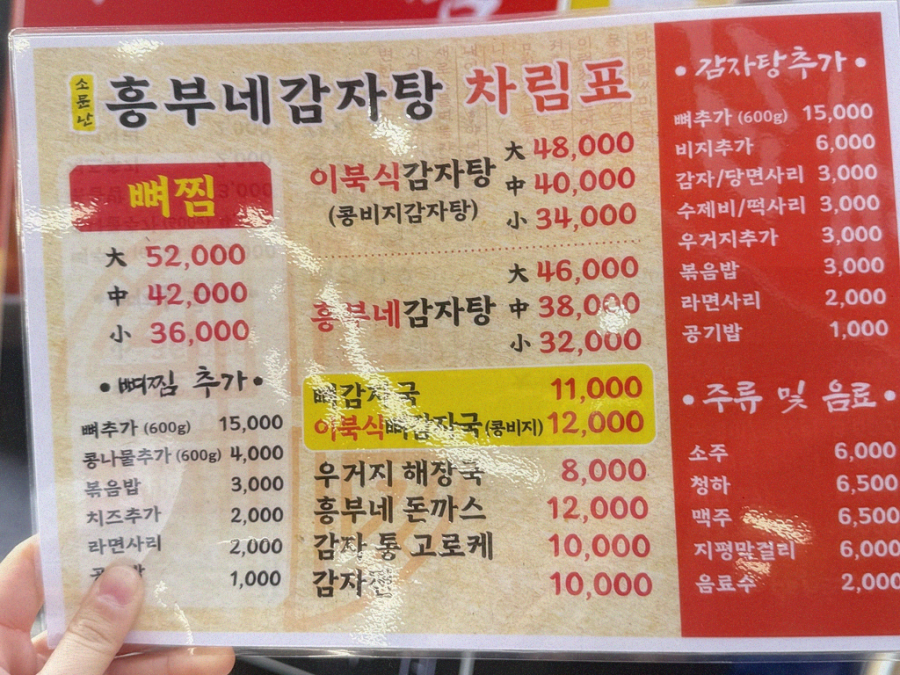 소문난 흥부네감자탕 차림표
뼈찜
大 52,000
中 42,000
小 36,000
• 뼈찜 추가 •
뼈추가 (600g) 15,000
콩나물추가 (600g) 4,000
볶음밥 3,000
치즈추가 2,000
라면사리 2,000
1,000
이북식감자탕
(콩비지감자탕)
大 48,000
中 40,000
小 34,000
흥부네감자탕
大 46,000
中 38,000
小 32,000
뼈감자국 11,000
이북식뼈감자국 (콩비지) 12,000
우거지 해장국 8,000
흥부네 돈까스 12,000
감자 통 고로케 10,000
감자전 10,000
• 감자탕추가 •
뼈추가 (600g) 15,000
비지추가 6,000
감자/당면사리 3,000
수제비/떡사리 3,000
우거지추가 3,000
볶음밥 3,000
라면사리 2,000
공기밥 1,000
• 주류 및 음료 •
소주 6,000
청하 6,500
맥주 6,500
지평막걸리 6,000
음료수 2,000